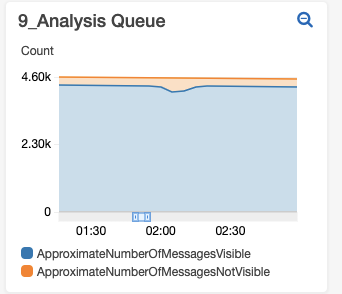 9_Analysis Queue
Count
4.60k
2.30k
0
01:30 02:00 02:30
ApproximateNumberOfMessagesVisible
ApproximateNumberOfMessagesNotVisible